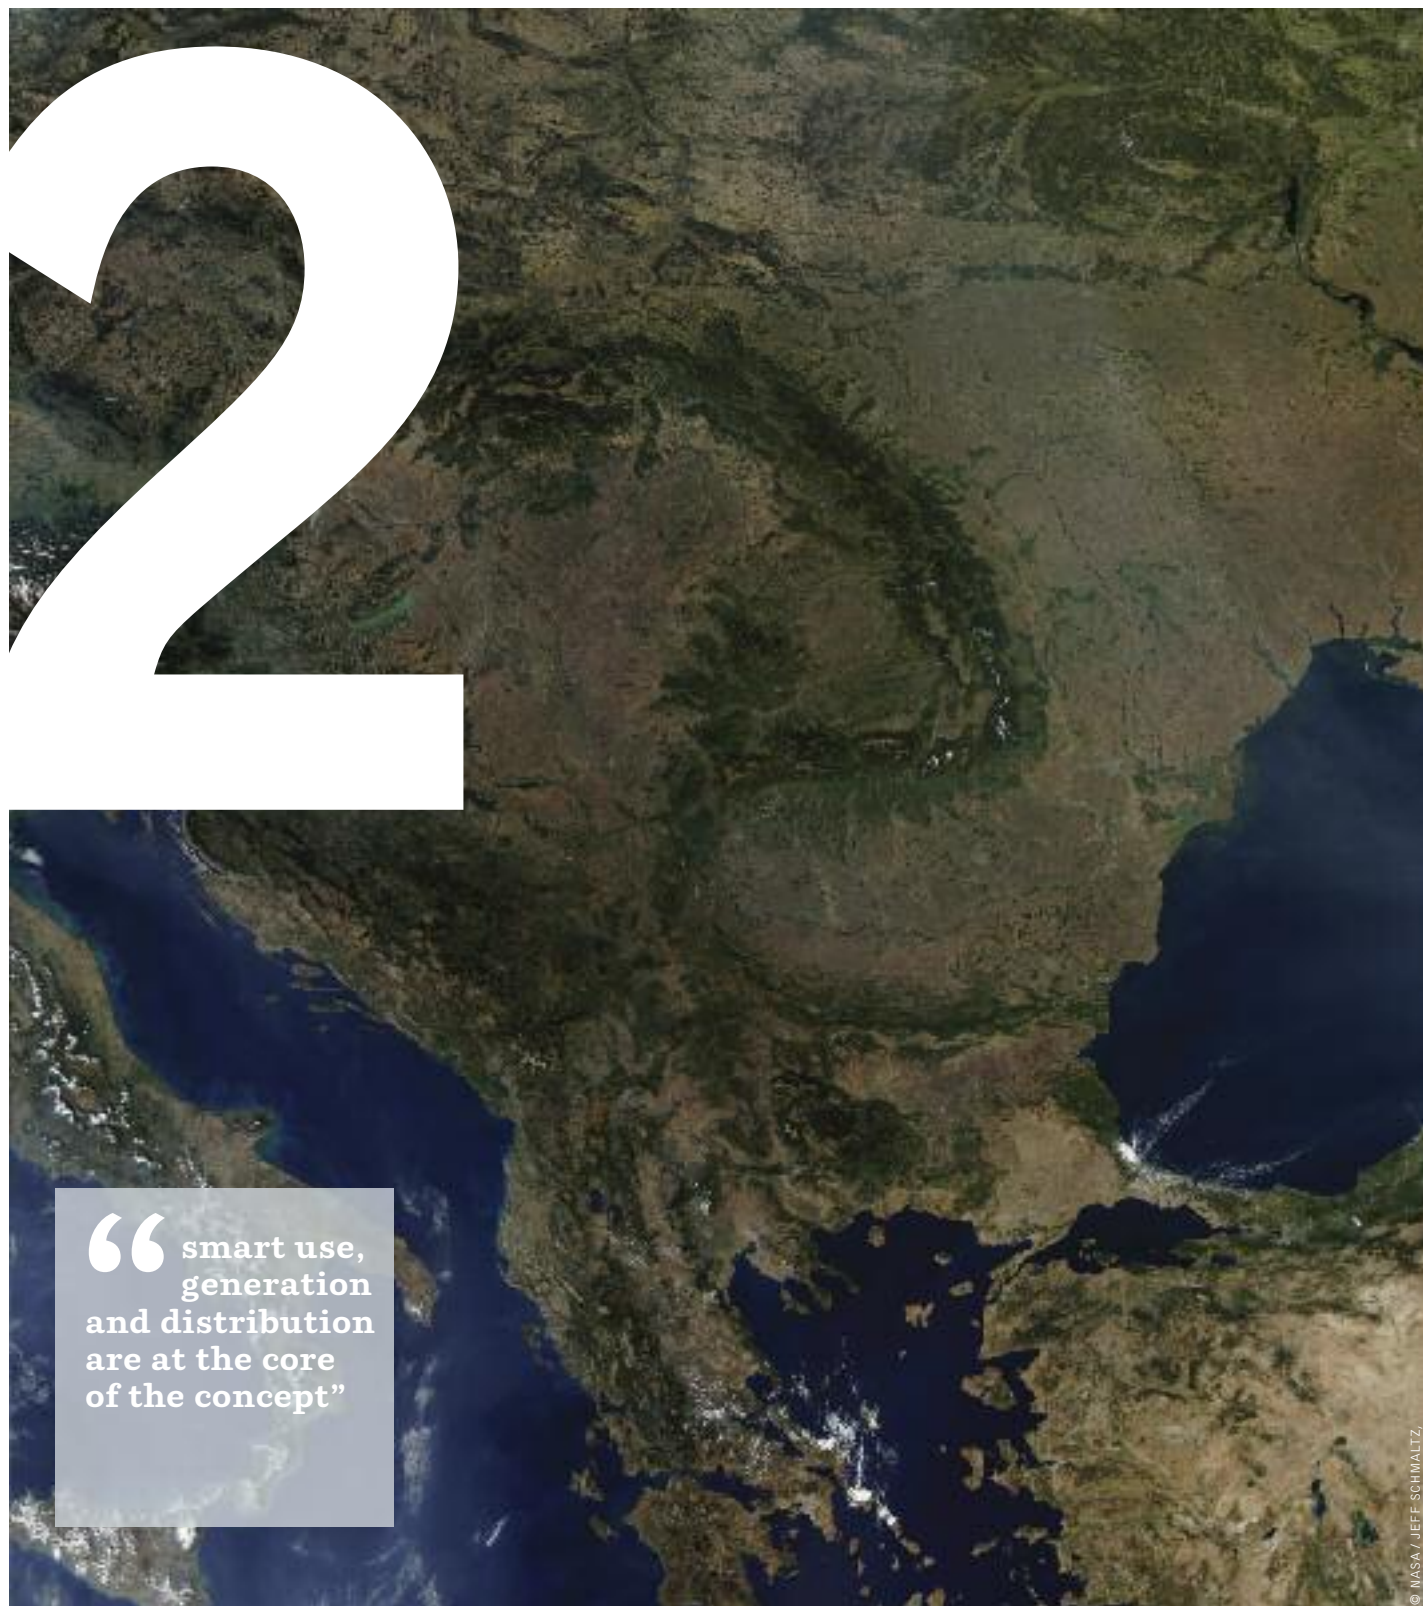 2
“ smart use,
generation
and distribution
are at the core
of the concept”
© NASA / JEFF SCHMALTZ